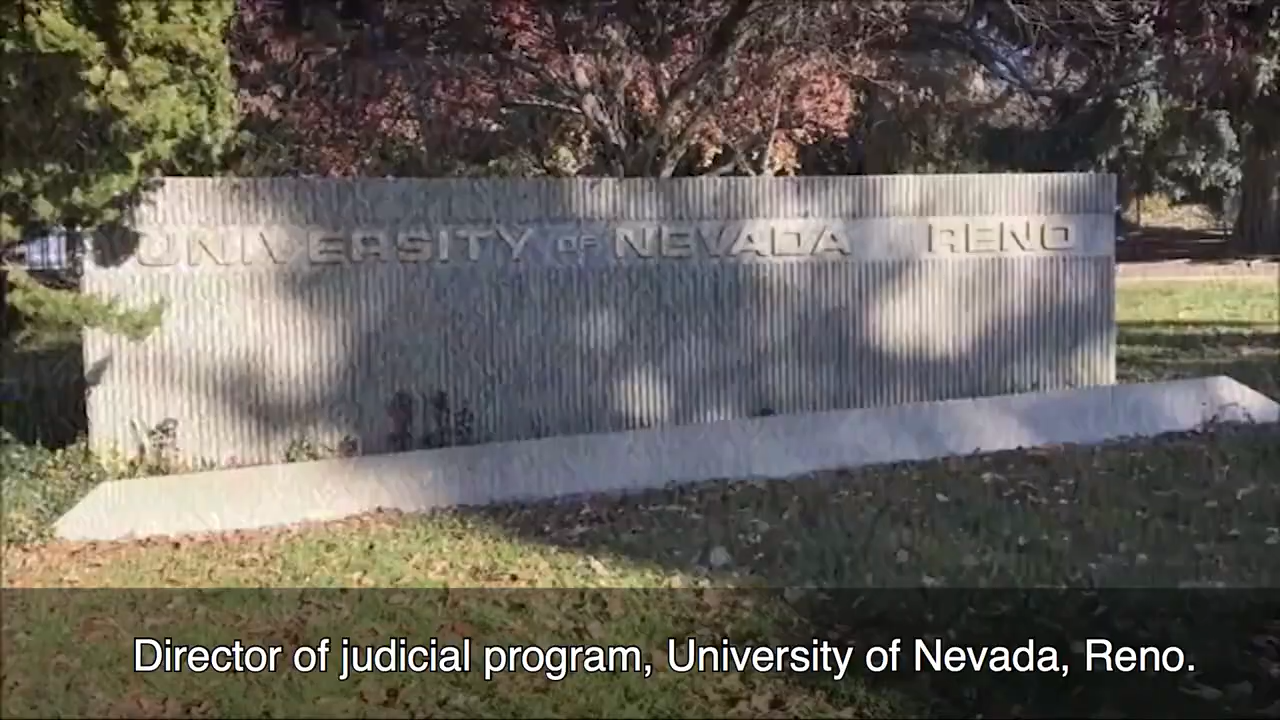 UNIVERSITY OF NEVADA RENO
Director of judicial program, University of Nevada, Reno.